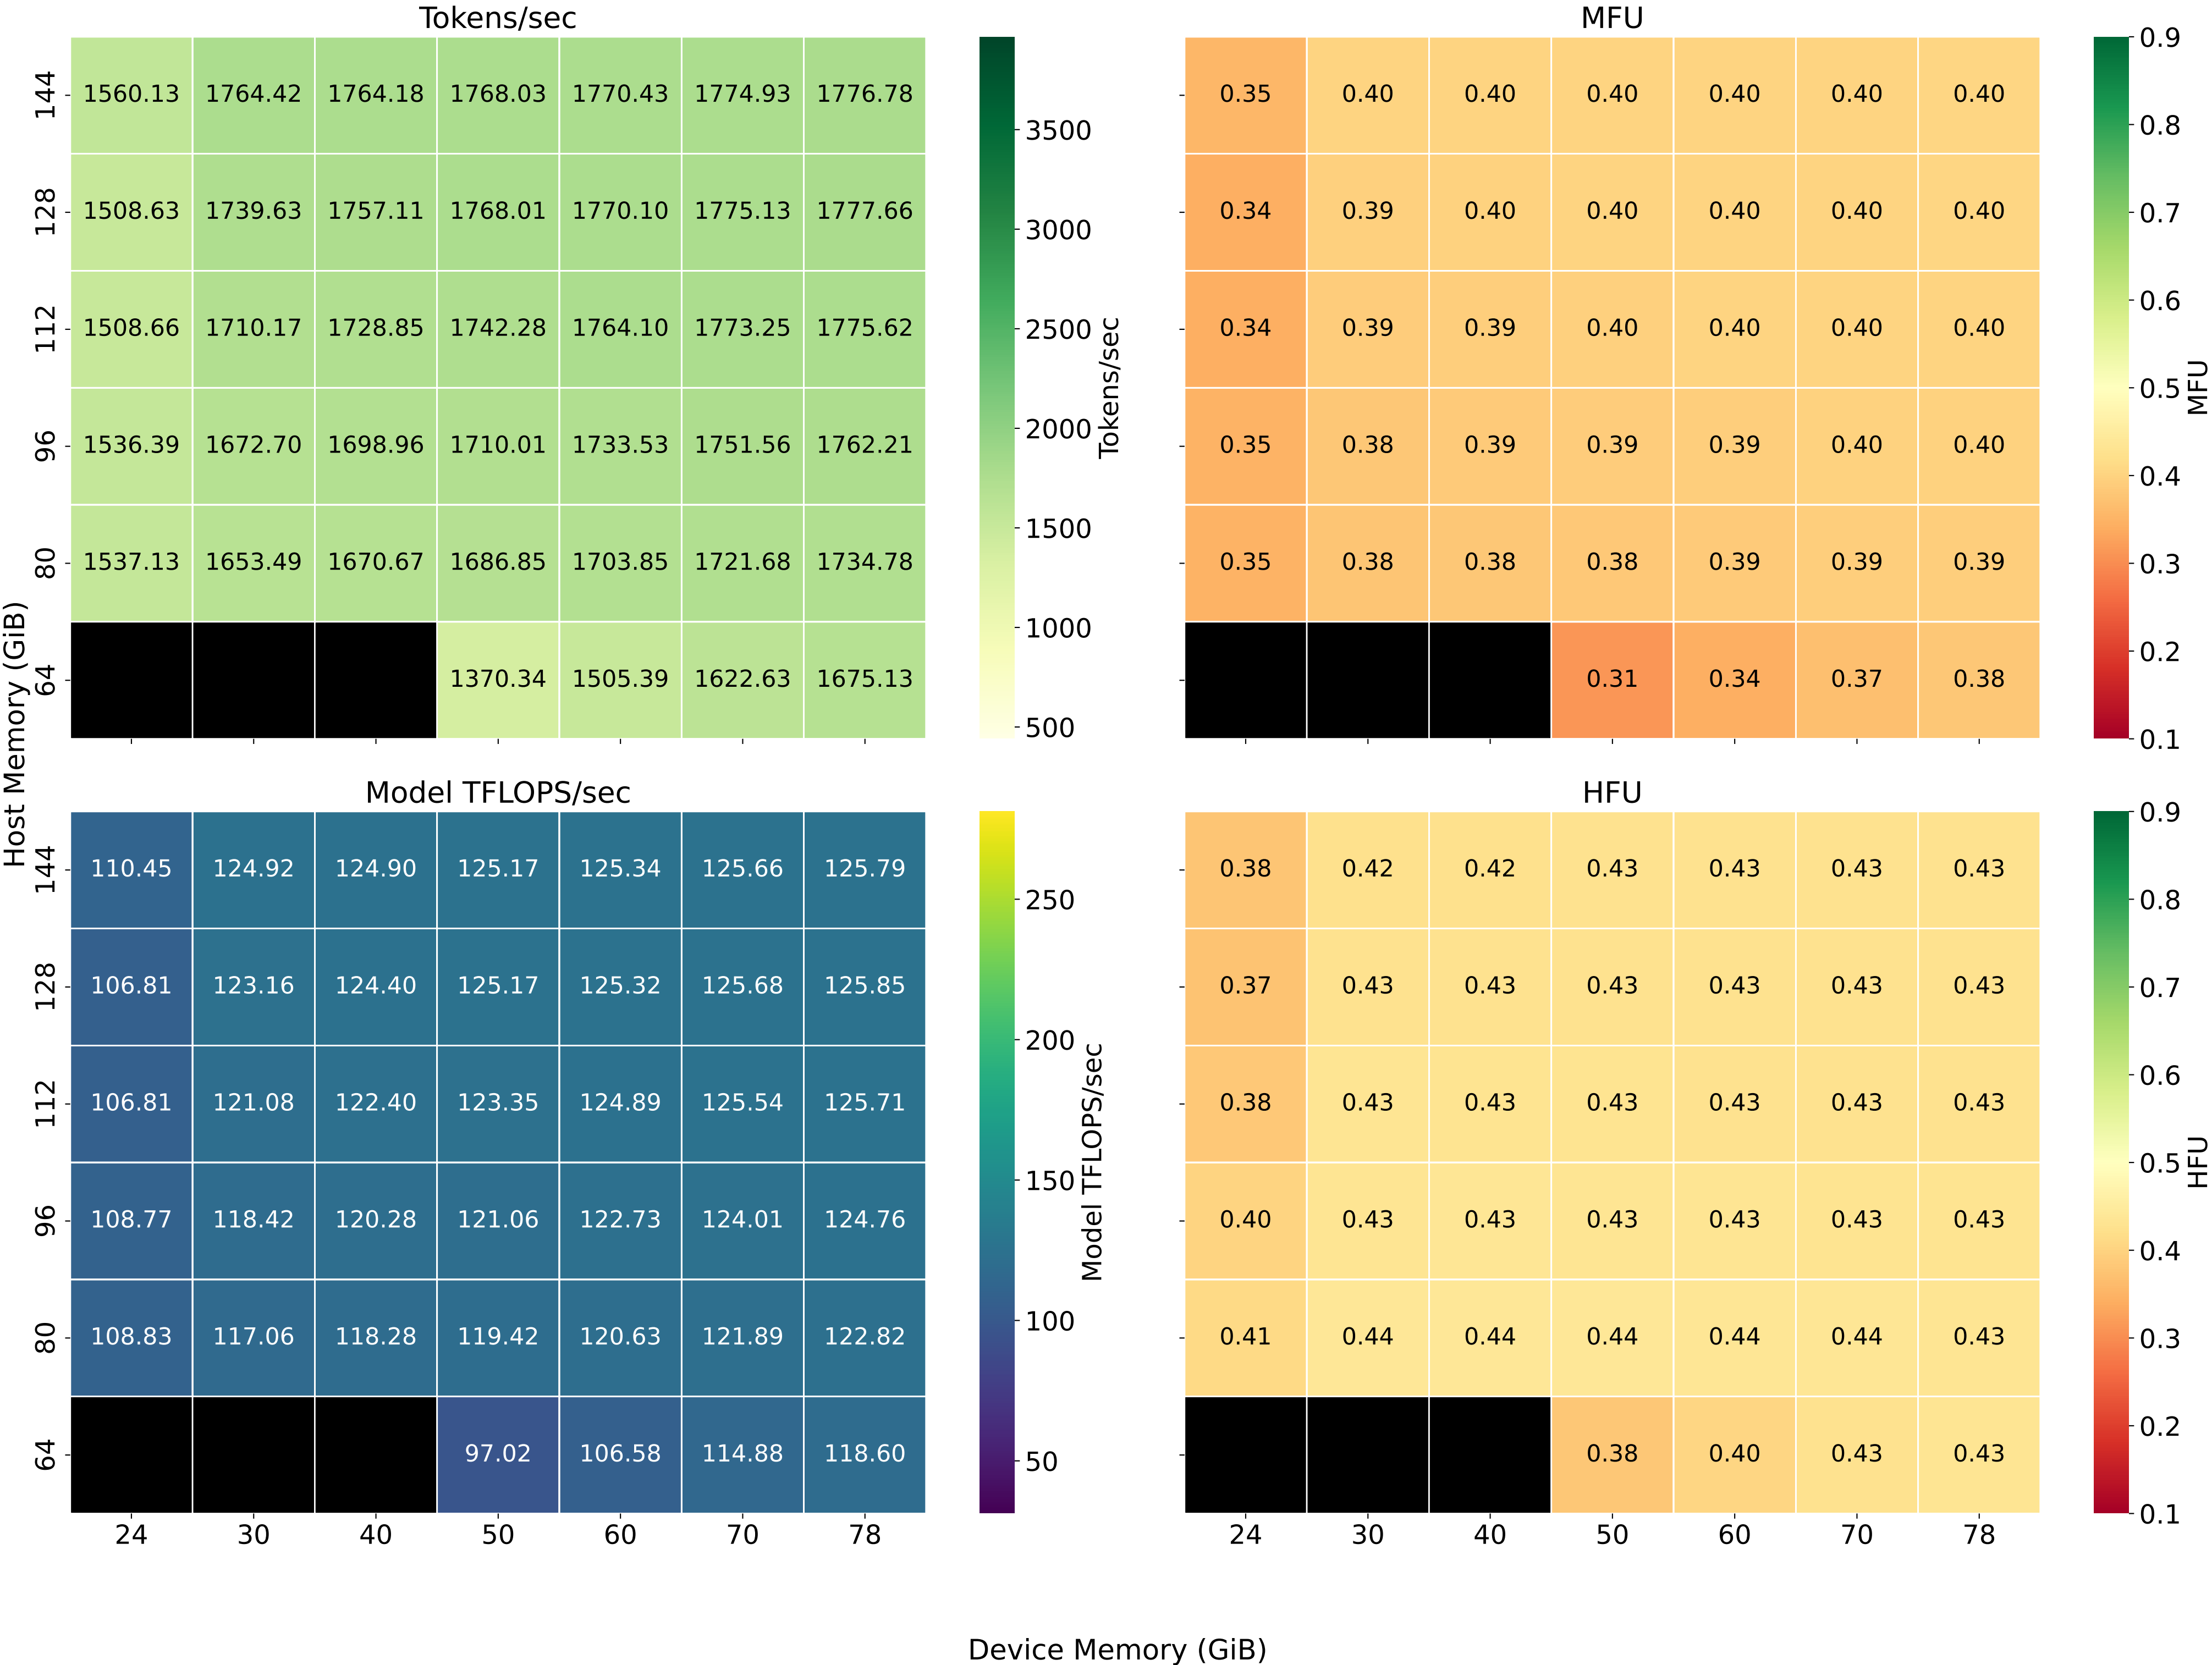 Tokens/sec
144 1560.13 1764.42 1764.18 1768.03 1770.43 1774.93 1776.78
128 1508.63 1739.63 1757.11 1768.01 1770.10 1775.13 1777.66
112 1508.66 1710.17 1728.85 1742.28 1764.10 1773.25 1775.62
96 1536.39 1672.70 1698.96 1710.01 1733.53 1751.56 1762.21
80 1537.13 1653.49 1670.67 1686.85 1703.85 1721.68 1734.78
64 1370.34 1505.39 1622.63 1675.13
3500
3000
2500
2000
1500
1000
500
Tokens/sec
MFU
0.35 0.40 0.40 0.40 0.40 0.40 0.40
0.34 0.39 0.40 0.40 0.40 0.40 0.40
0.34 0.39 0.39 0.40 0.40 0.40 0.40
0.35 0.38 0.39 0.39 0.39 0.40 0.40
0.35 0.38 0.38 0.38 0.39 0.39 0.39
0.31 0.34 0.37 0.38
0.9
0.8
0.7
0.6
0.5
0.4
0.3
0.2
0.1
MFU
Host Memory (GiB)
Model TFLOPS/sec
144 110.45 124.92 124.90 125.17 125.34 125.66 125.79
128 106.81 123.16 124.40 125.17 125.32 125.68 125.85
112 106.81 121.08 122.40 123.35 124.89 125.54 125.71
96 108.77 118.42 120.28 121.06 122.73 124.01 124.76
80 108.83 117.06 118.28 119.42 120.63 121.89 122.82
64 97.02 106.58 114.88 118.60
24 30 40 50 60 70 78
250
200
150
100
50
Model TFLOPS/sec
HFU
0.38 0.42 0.42 0.43 0.43 0.43 0.43
0.37 0.43 0.43 0.43 0.43 0.43 0.43
0.38 0.43 0.43 0.43 0.43 0.43 0.43
0.40 0.43 0.43 0.43 0.43 0.43 0.43
0.41 0.44 0.44 0.44 0.44 0.44 0.43
0.38 0.40 0.43 0.43
24 30 40 50 60 70 78
0.9
0.8
0.7
0.6
0.5
0.4
0.3
0.2
0.1
HFU
Device Memory (GiB)